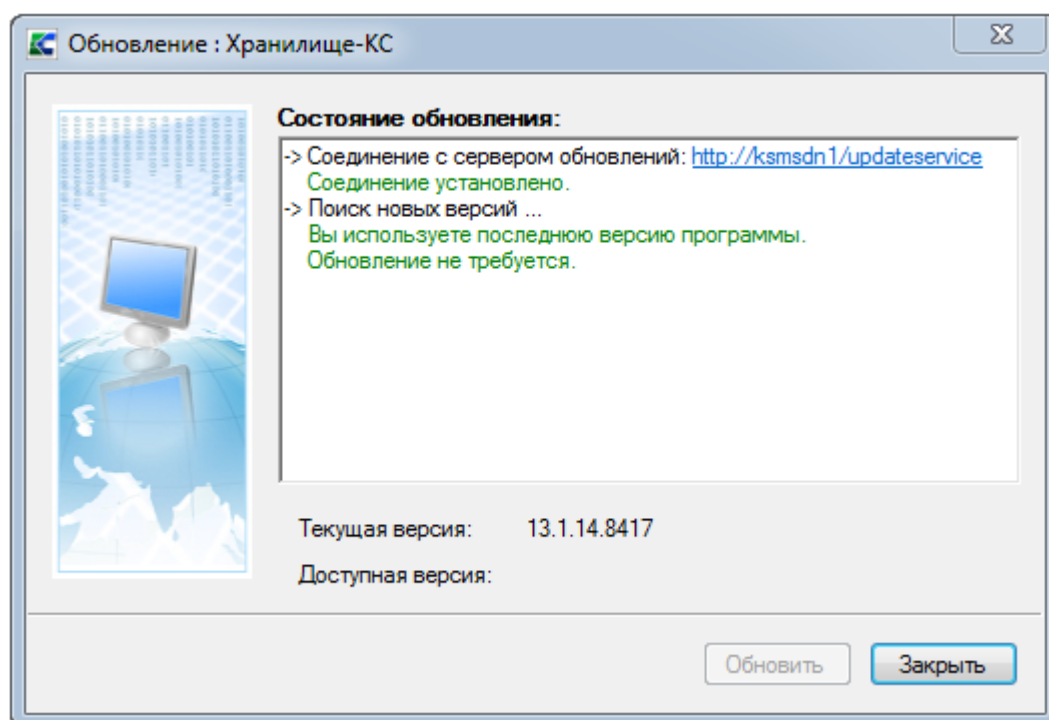 Обновление : Хранилище-КС
Состояние обновления:
-> Соединение с сервером обновлений: http://ksmsdn1/updateservice
Соединение установлено.
-> Поиск новых версий ...
Вы используете последнюю версию программы.
Обновление не требуется.
Текущая версия: 13.1.14.8417
Доступная версия:
Обновить Закрыть